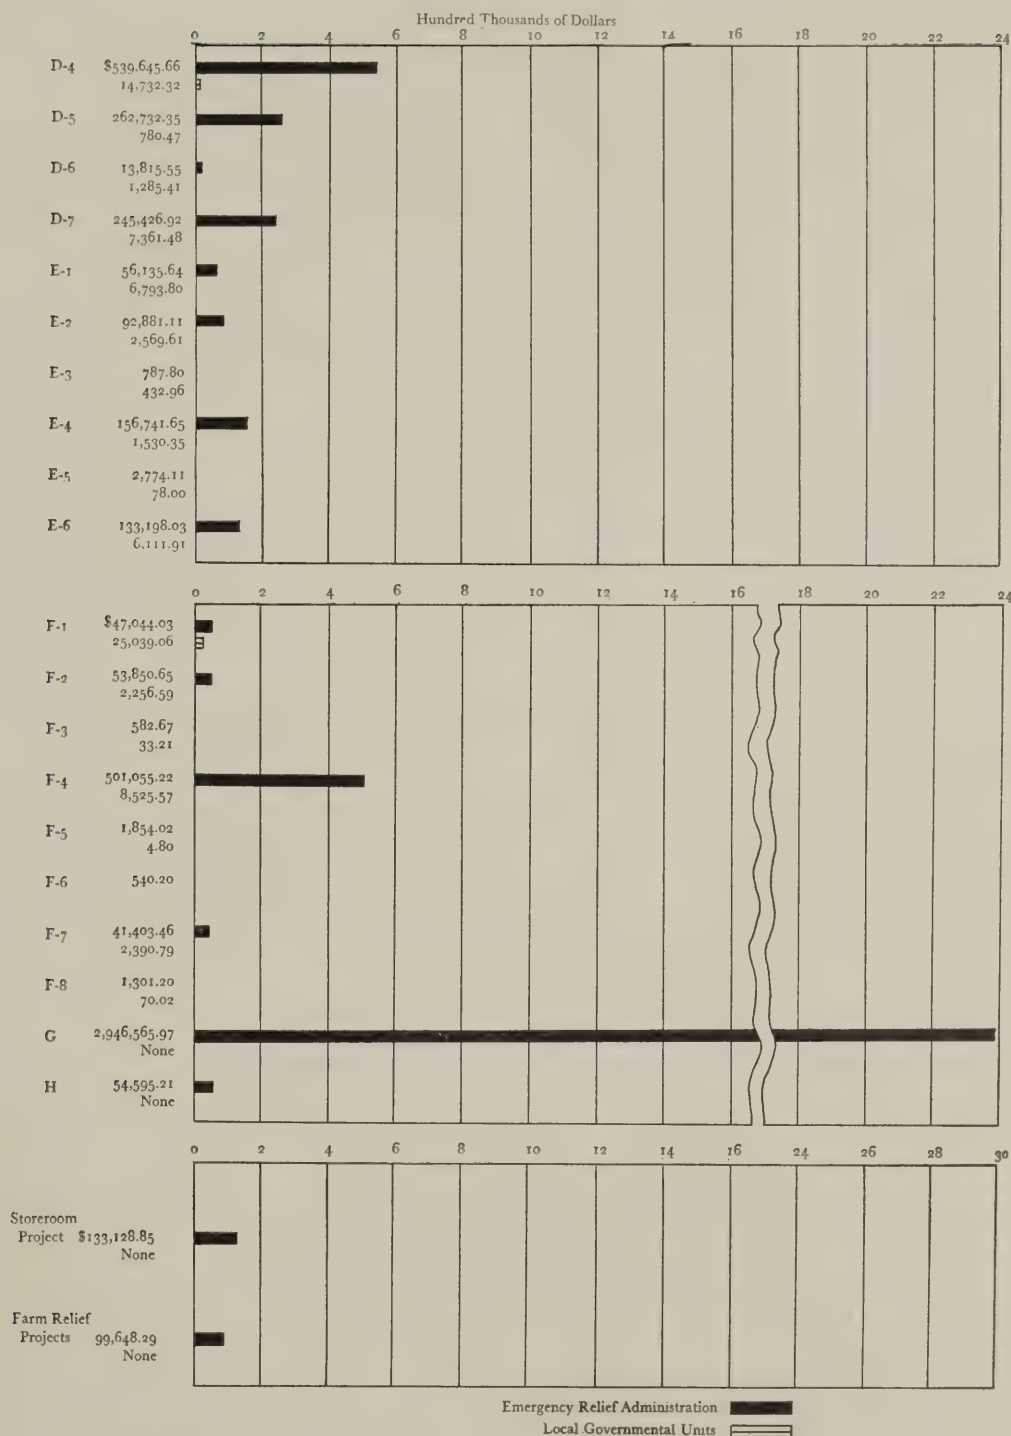 Hundred Thousands of Dollars
0 2 4 6 8 10 12 14 16 18 20 22 24
D-4 $539,645.66
14,732.32
D-5 262,732.35
780.47
D-6 13,815.55
1,285.41
D-7 245,426.92
7,361.48
E-1 56,135.64
6,793.80
E-2 92,881.11
2,569.61
E-3 787.80
432.96
E-4 156,741.65
1,530.35
E-5 2,774.11
78.00
E-6 133,198.03
6,111.91
0 2 4 6 8 10 12 14 16 18 20 22 24
F-1 $47,044.03
25,039.06
F-2 53,850.65
2,256.59
F-3 582.67
33.21
F-4 501,055.22
8,525.57
F-5 1,854.02
4.80
F-6 540.20
F-7 41,403.46
2,390.79
F-8 1,301.20
70.02
G 2,946,565.97
None
H 54,595.21
None
0 2 4 6 8 10 12 14 16 24 26 28 30
Storeroom
Project $133,128.85
None
Farm Relief
Projects 99,648.29
None
Emergency Relief Administration
Local Governmental Units